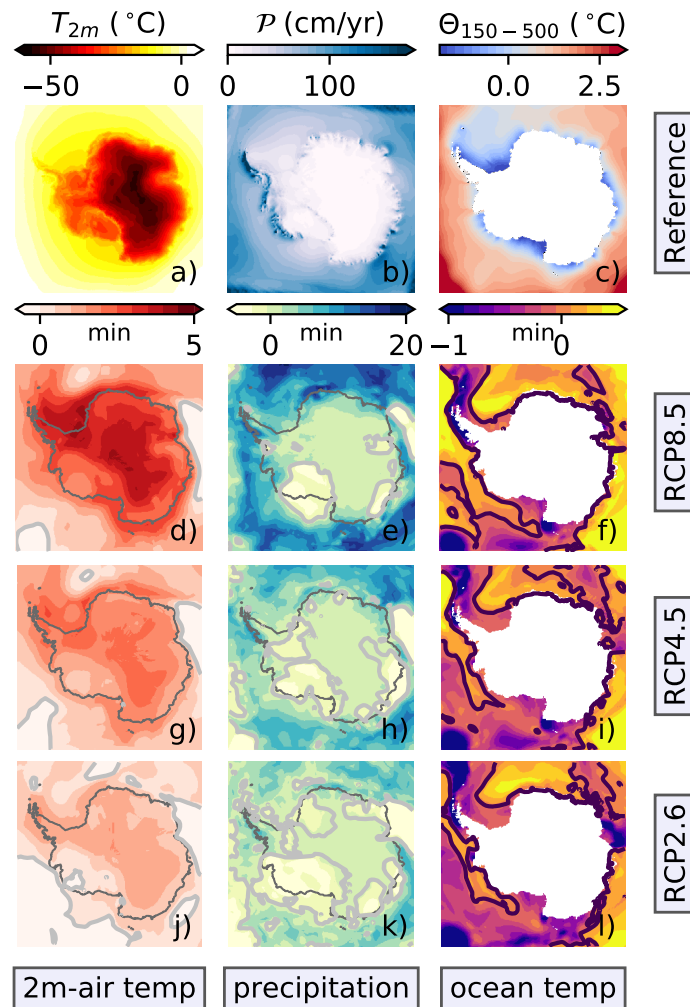 T2m (°C) P (cm/yr) Θ150−500 (°C)
−50 0 0 100 0.0 2.5
Reference
a) b) c)
min min min
0 5 0 20 −1 0
RCP8.5
d) e) f)
RCP4.5
g) h) i)
RCP2.6
j) k) l)
2m-air temp precipitation ocean temp